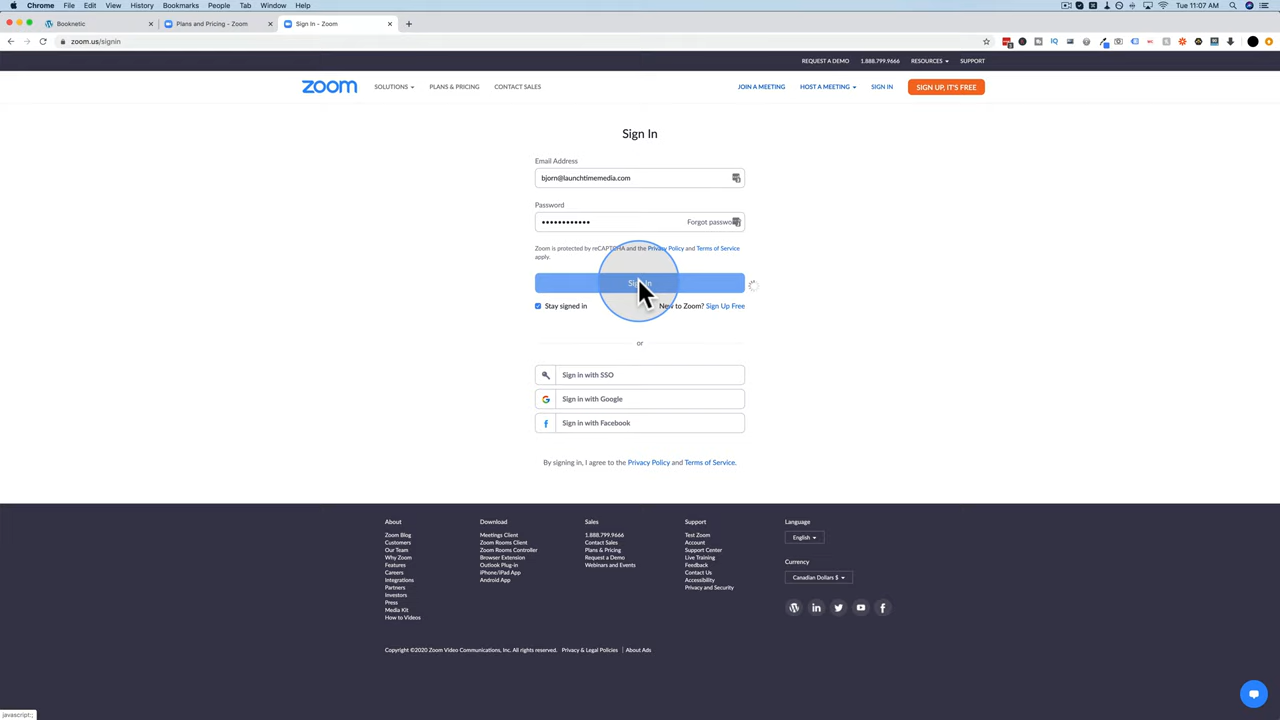 Chrome File Edit View History Bookmarks People Tab Window Help
Tue 11:07 AM
Booknetic
Plans and Pricing - Zoom
Sign In - Zoom
zoom.us/signin
REQUEST A DEMO 1.888.799.9666 RESOURCES SUPPORT
zoom
SOLUTIONS PLANS & PRICING CONTACT SALES
JOIN A MEETING HOST A MEETING SIGN IN SIGN UP, IT'S FREE
Sign In
Email Address
bjorn@launchtimemedia.com
Password
•••••••••••• Forgot passwo
Zoom is protected by reCAPTCHA and the Privacy Policy and Terms of Service
apply.
Sign In
Stay signed in
New to Zoom? Sign Up Free
or
Sign in with SSO
Sign in with Google
Sign in with Facebook
By signing in, I agree to the Privacy Policy and Terms of Service.
About
Zoom Blog
Customers
Our Team
Why Zoom
Features
Careers
Integrations
Partners
Investors
Press
Media Kit
How to Videos
Download
Meetings Client
Zoom Rooms Client
Zoom Rooms Controller
Browser Extension
Outlook Plug-in
iPhone/iPad App
Android App
Sales
1.888.799.9666
Contact Sales
Plans & Pricing
Request a Demo
Webinars and Events
Support
Test Zoom
Account
Support Center
Live Training
Feedback
Contact Us
Accessibility
Privacy and Security
Language
English
Currency
Canadian Dollars $
Copyright ©2020 Zoom Video Communications, Inc. All rights reserved. Privacy & Legal Policies | About Ads
javascript:;